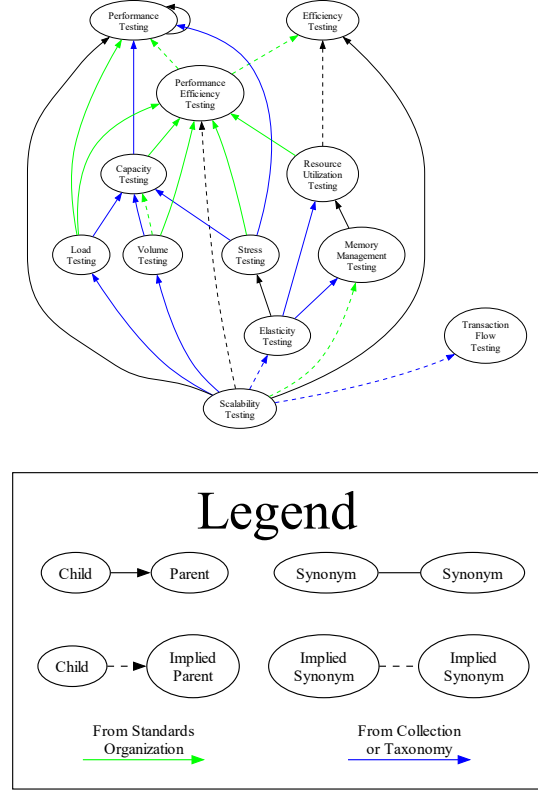 Performance
Testing
Efficiency
Testing
Performance
Efficiency
Testing
Capacity
Testing
Resource
Utilization
Testing
Load
Testing
Volume
Testing
Stress
Testing
Memory
Management
Testing
Elasticity
Testing
Transaction
Flow
Testing
Scalability
Testing
Legend
Child
Parent
Synonym
Synonym
Child
Implied
Parent
Implied
Synonym
Implied
Synonym
From Standards
Organization
From Collection
or Taxonomy